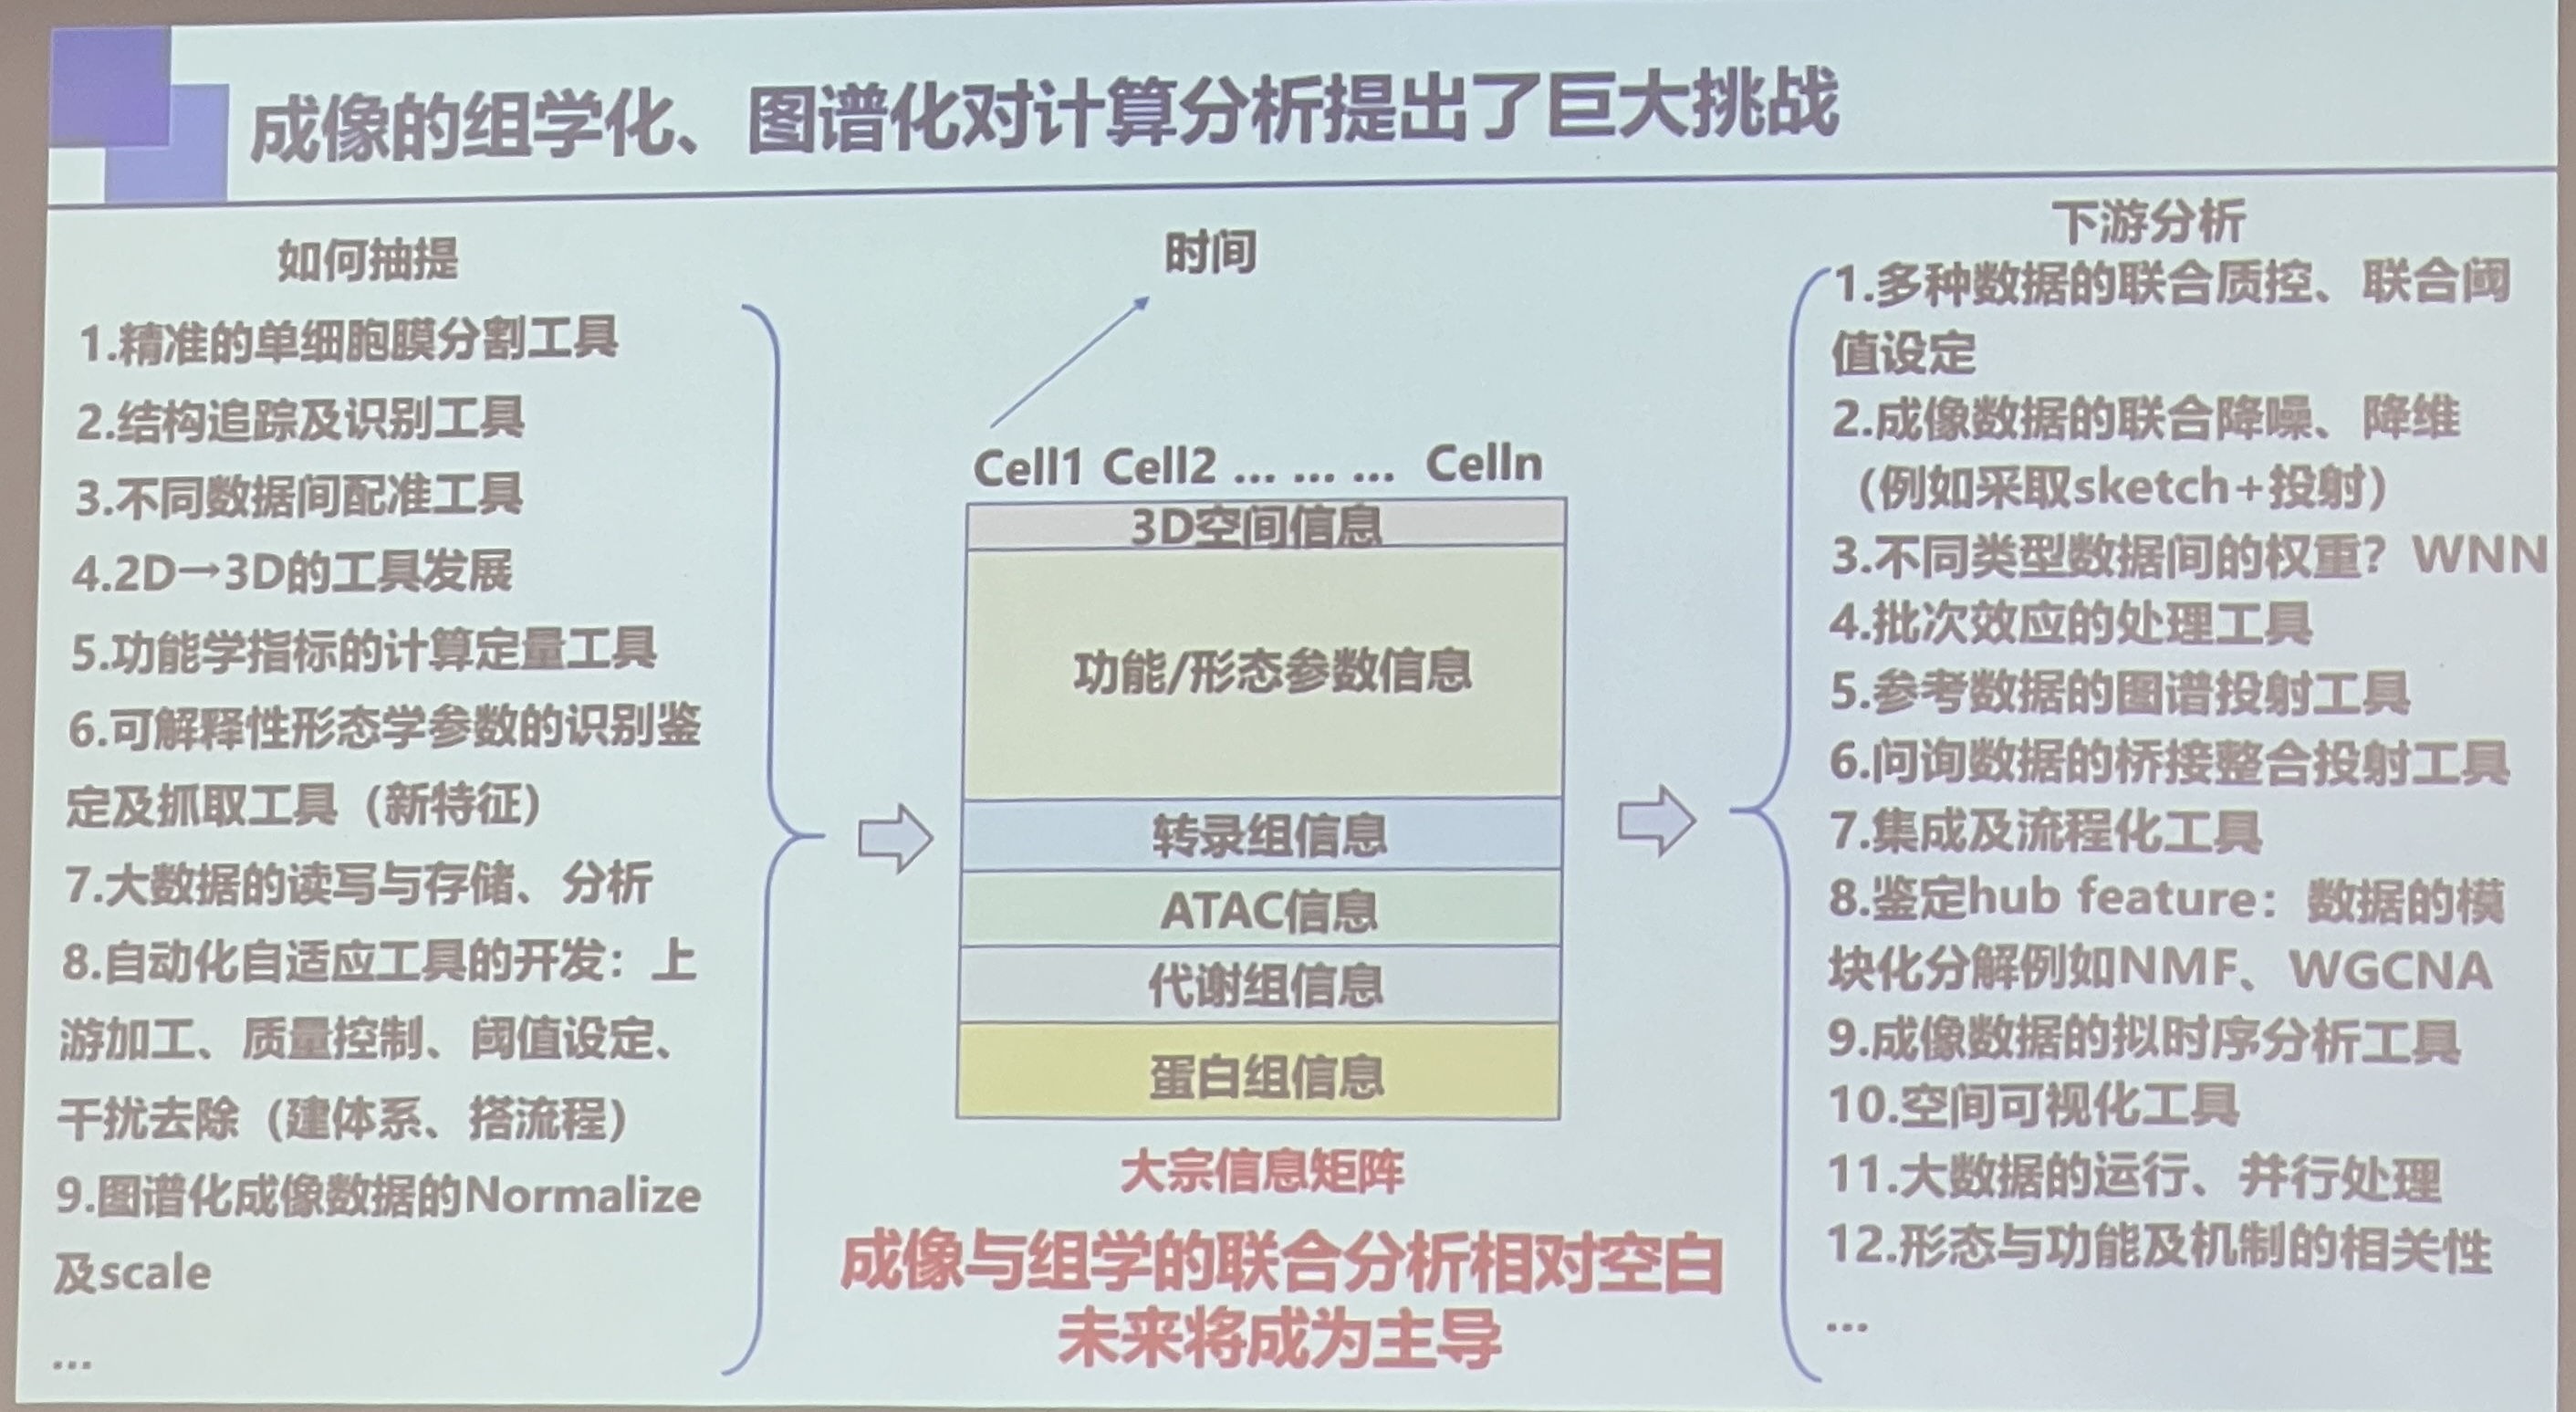 成像的组学化、图谱化对计算分析提出了巨大挑战
如何抽提
1.精准的单细胞膜分割工具
2.结构追踪及识别工具
3.不同数据间配准工具
4.2D→3D的工具发展
5.功能学指标的计算定量工具
6.可解释性形态学参数的识别鉴
定及抓取工具（新特征）
7.大数据的读写与存储、分析
8.自动化自适应工具的开发：上
游加工、质量控制、阈值设定、
干扰去除（建体系、搭流程）
9.图谱化成像数据的Normalize
及scale
...
时间
Cell1 Cell2 ... ... ... Celln
3D空间信息
功能/形态参数信息
转录组信息
ATAC信息
代谢组信息
蛋白组信息
大宗信息矩阵
成像与组学的联合分析相对空白
未来将成为主导
下游分析
1.多种数据的联合质控、联合阈
值设定
2.成像数据的联合降噪、降维
（例如采取sketch+投射）
3.不同类型数据间的权重？WNN
4.批次效应的处理工具
5.参考数据的图谱投射工具
6.问询数据的桥接整合投射工具
7.集成及流程化工具
8.鉴定hub feature：数据的模
块化分解例如NMF、WGCNA
9.成像数据的拟时序分析工具
10.空间可视化工具
11.大数据的运行、并行处理
12.形态与功能及机制的相关性
...